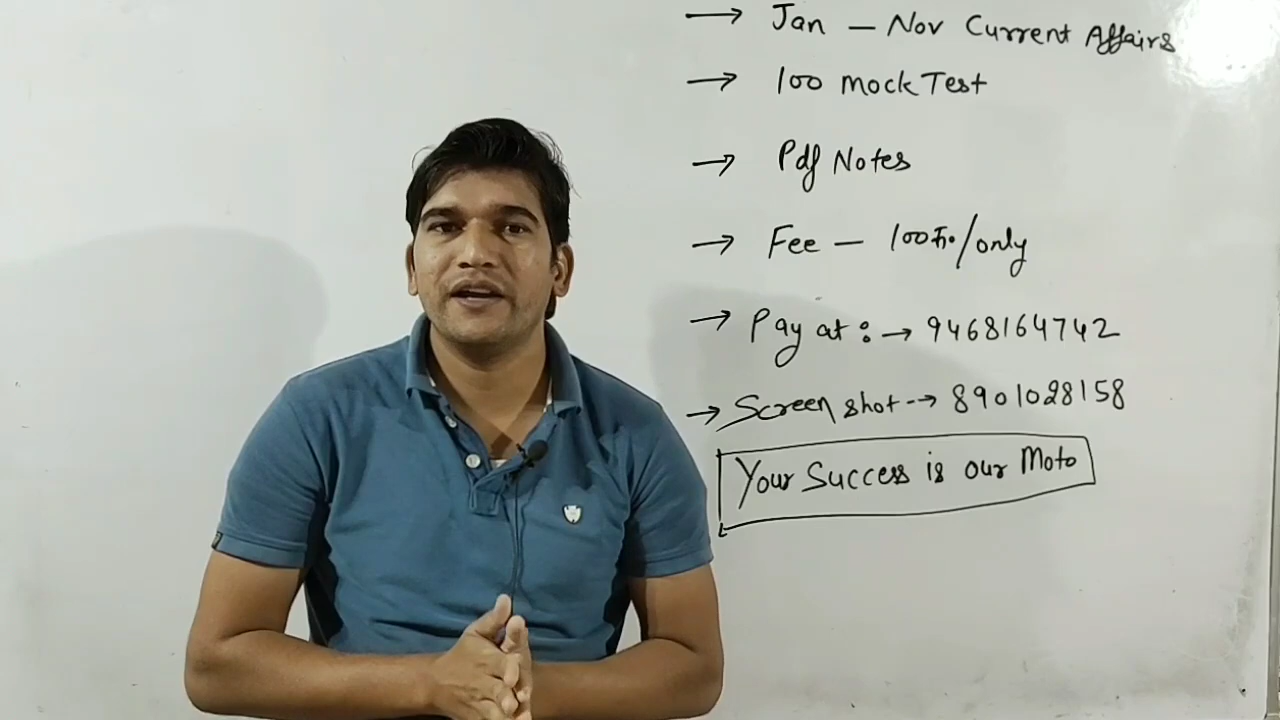 → Jan — Nov Current Affairs
→ 100 Mock Test
→ Pdf Notes
→ Fee — 100रु०/only
→ Pay at : → 9468164742
→ Screen shot --> 8901028158
Your Success is our Moto